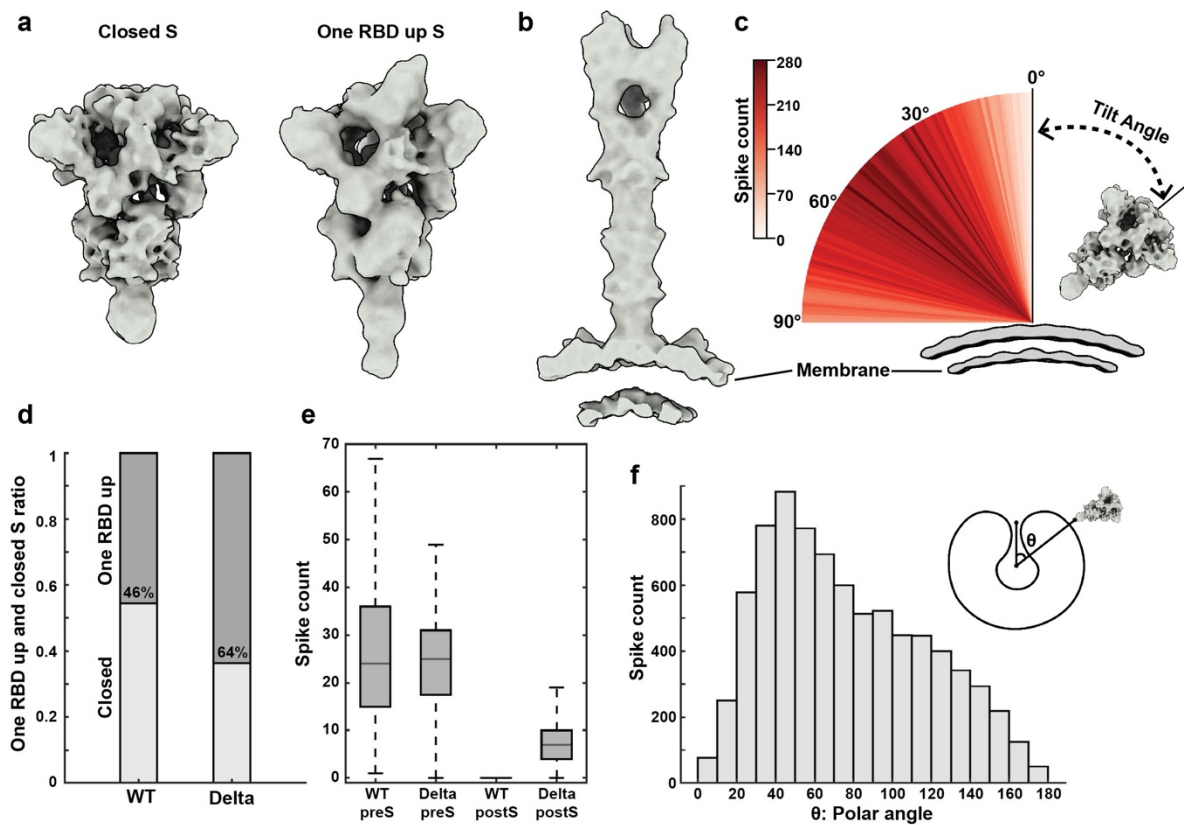 a
Closed S
One RBD up S
b
c
Spike count
280
210
140
70
0
0°
30°
60°
90°
Tilt Angle
Membrane
d
One RBD up and closed S ratio
1
0.8
0.6
0.4
0.2
0
One RBD up
Closed
46%
64%
WT
Delta
e
Spike count
70
60
50
40
30
20
10
0
WT
preS
Delta
preS
WT
postS
Delta
postS
f
Spike count
800
600
400
200
0
θ
0 20 40 60 80 100 120 140 160 180
θ: Polar angle